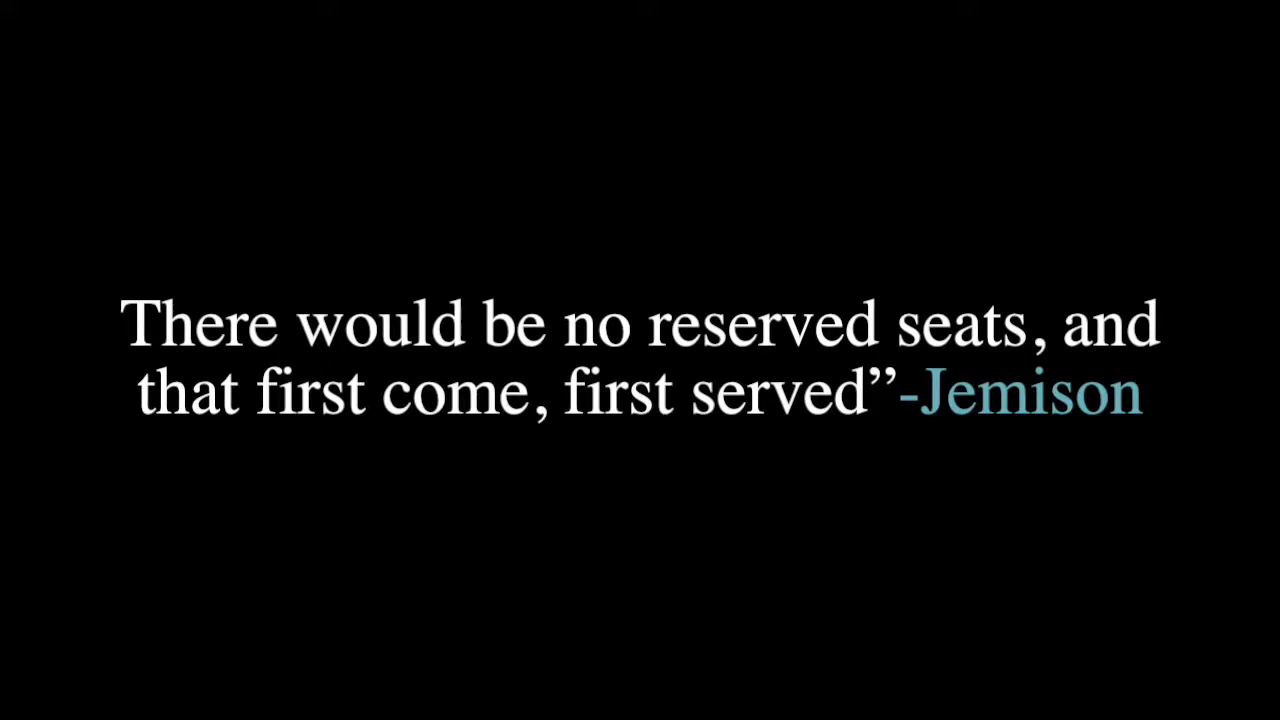 There would be no reserved seats, and
that first come, first served”-Jemison